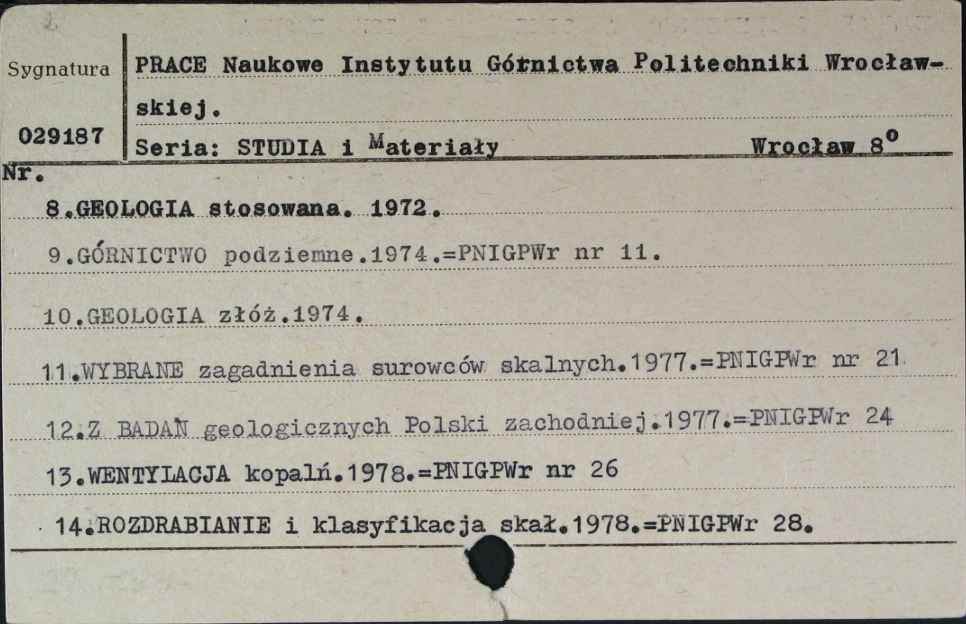 Sygnatura
PRACE Naukowe Instytutu Górnictwa Politechniki Wrocław-
skiej.
029187
Seria: STUDIA i Materiały Wrocław 8°
Nr.
8.GEOLOGIA stosowana. 1972.
9.GÓRNICTWO podziemne.1974.=PNIGPWr nr 11.
10.GEOLOGIA złóż.1974.
11.WYBRANE zagadnienia surowców skalnych.1977.=PNIGPWr nr 21
12.Z BADAŃ geologicznych Polski zachodniej.1977.=PNIGPWr 24
13.WENTYLACJA kopalń.1978.=PNIGPWr nr 26
14.ROZDRABIANIE i klasyfikacja skał.1978.=PNIGPWr 28.